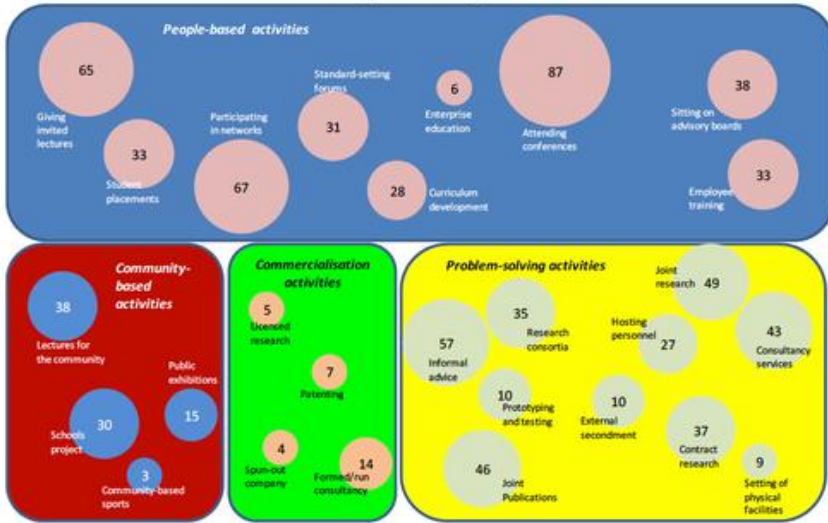 People-based activities
65
Giving
invited
lectures
33
Student
placements
Participating
in networks
67
Standard-setting
forums
31
6
Enterprise
education
28
Curriculum
development
87
Attending
conferences
38
Sitting on
advisory boards
33
Employee
training
Community-
based
activities
38
Lectures for
the community
Public
exhibitions
15
30
Schools
project
3
Community-based
sports
Commercialisation
activities
5
Licenced
research
7
Patenting
4
Spun-out
company
14
Formed/run
consultancy
Problem-solving activities
57
Informal
advice
35
Research
consortia
Joint
research
49
Hosting
personnel
27
43
Consultancy
services
10
Prototyping
and testing
10
External
secondment
37
Contract
research
46
Joint
Publications
9
Setting of
physical
facilities